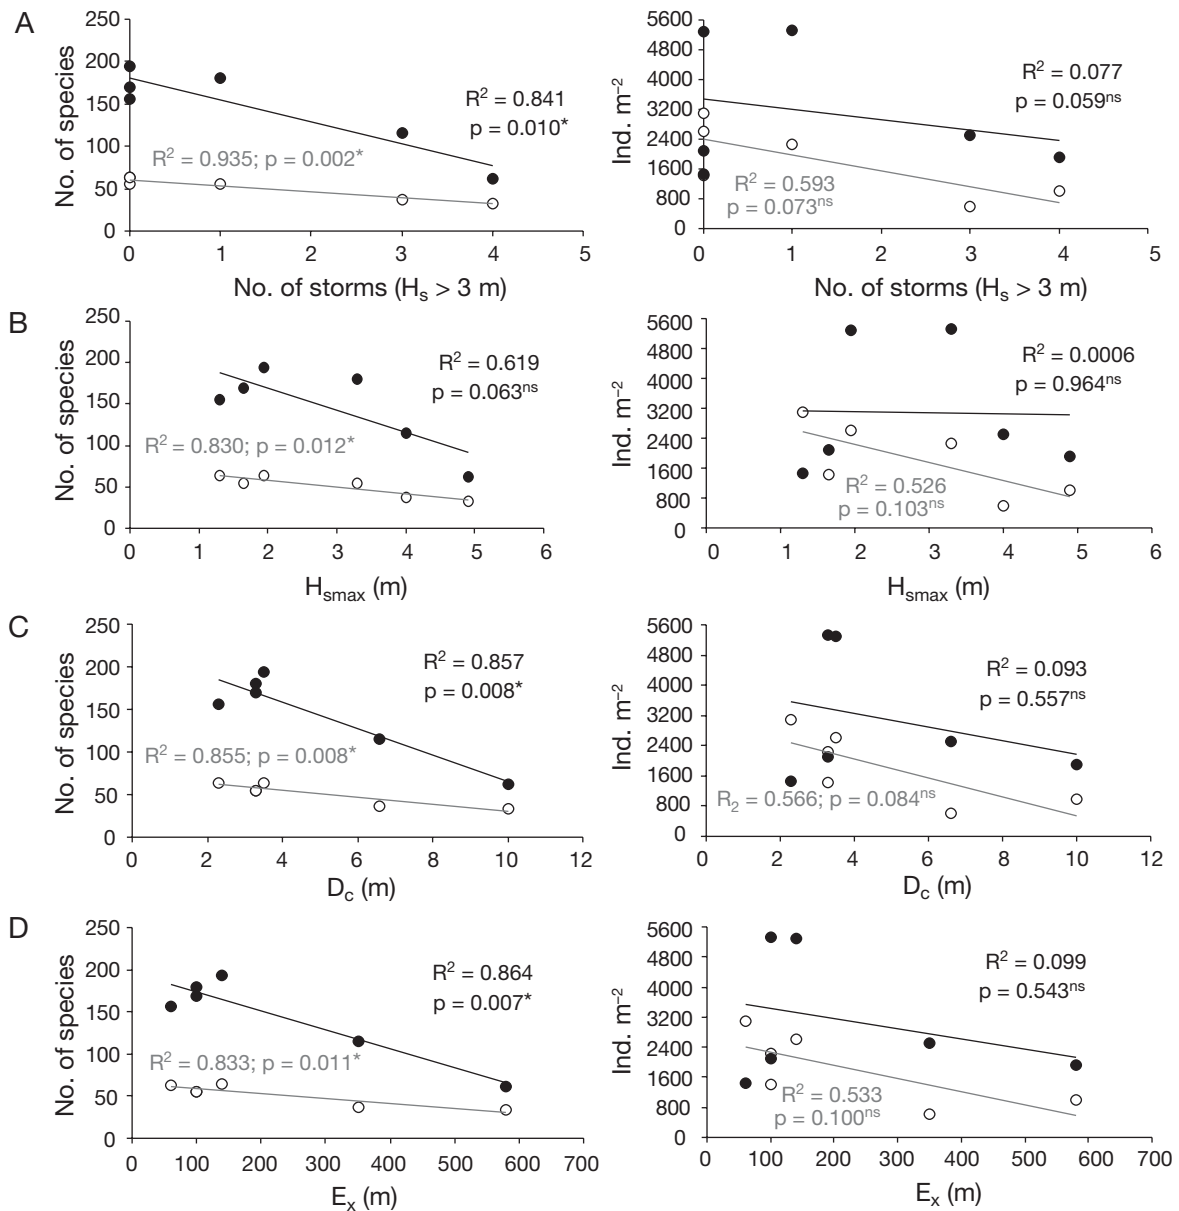 A
No. of species
250
200
150
100
50
0
R² = 0.841
p = 0.010*
R² = 0.935; p = 0.002*
0 1 2 3 4 5
No. of storms (Hₛ > 3 m)
Ind. m⁻²
5600
4800
4000
3200
2400
1600
800
0
R² = 0.077
p = 0.059ⁿˢ
R² = 0.593
p = 0.073ⁿˢ
0 1 2 3 4 5
No. of storms (Hₛ > 3 m)
B
No. of species
250
200
150
100
50
0
R² = 0.619
p = 0.063ⁿˢ
R² = 0.830; p = 0.012*
0 1 2 3 4 5 6
Hₛₘₐₓ (m)
Ind. m⁻²
5600
4800
4000
3200
2400
1600
800
0
R² = 0.0006
p = 0.964ⁿˢ
R² = 0.526
p = 0.103ⁿˢ
0 1 2 3 4 5 6
Hₛₘₐₓ (m)
C
No. of species
250
200
150
100
50
0
R² = 0.857
p = 0.008*
R² = 0.855; p = 0.008*
0 2 4 6 8 10 12
D_c (m)
Ind. m⁻²
5600
4800
4000
3200
2400
1600
800
0
R² = 0.093
p = 0.557ⁿˢ
R₂ = 0.566; p = 0.084ⁿˢ
0 2 4 6 8 10 12
D_c (m)
D
No. of species
250
200
150
100
50
0
R² = 0.864
p = 0.007*
R² = 0.833; p = 0.011*
0 100 200 300 400 500 600 700
Eₓ (m)
Ind. m⁻²
5600
4800
4000
3200
2400
1600
800
0
R² = 0.099
p = 0.543ⁿˢ
R² = 0.533
p = 0.100ⁿˢ
0 100 200 300 400 500 600 700
Eₓ (m)